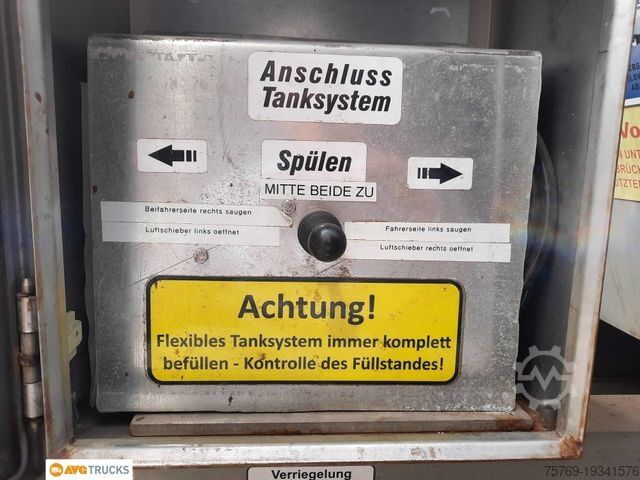 Anschluss
Tanksystem
Spülen
MITTE BEIDE ZU
Beifahrerseite rechts saugen
Luftschieber links oeffnet
Fahrerseite links saugen
Luftschieber rechts oeffnet
Achtung!
Flexibles Tanksystem immer komplett
befüllen - Kontrolle des Füllstandes!
Verriegelung
AVG TRUCKS
75769-19341576